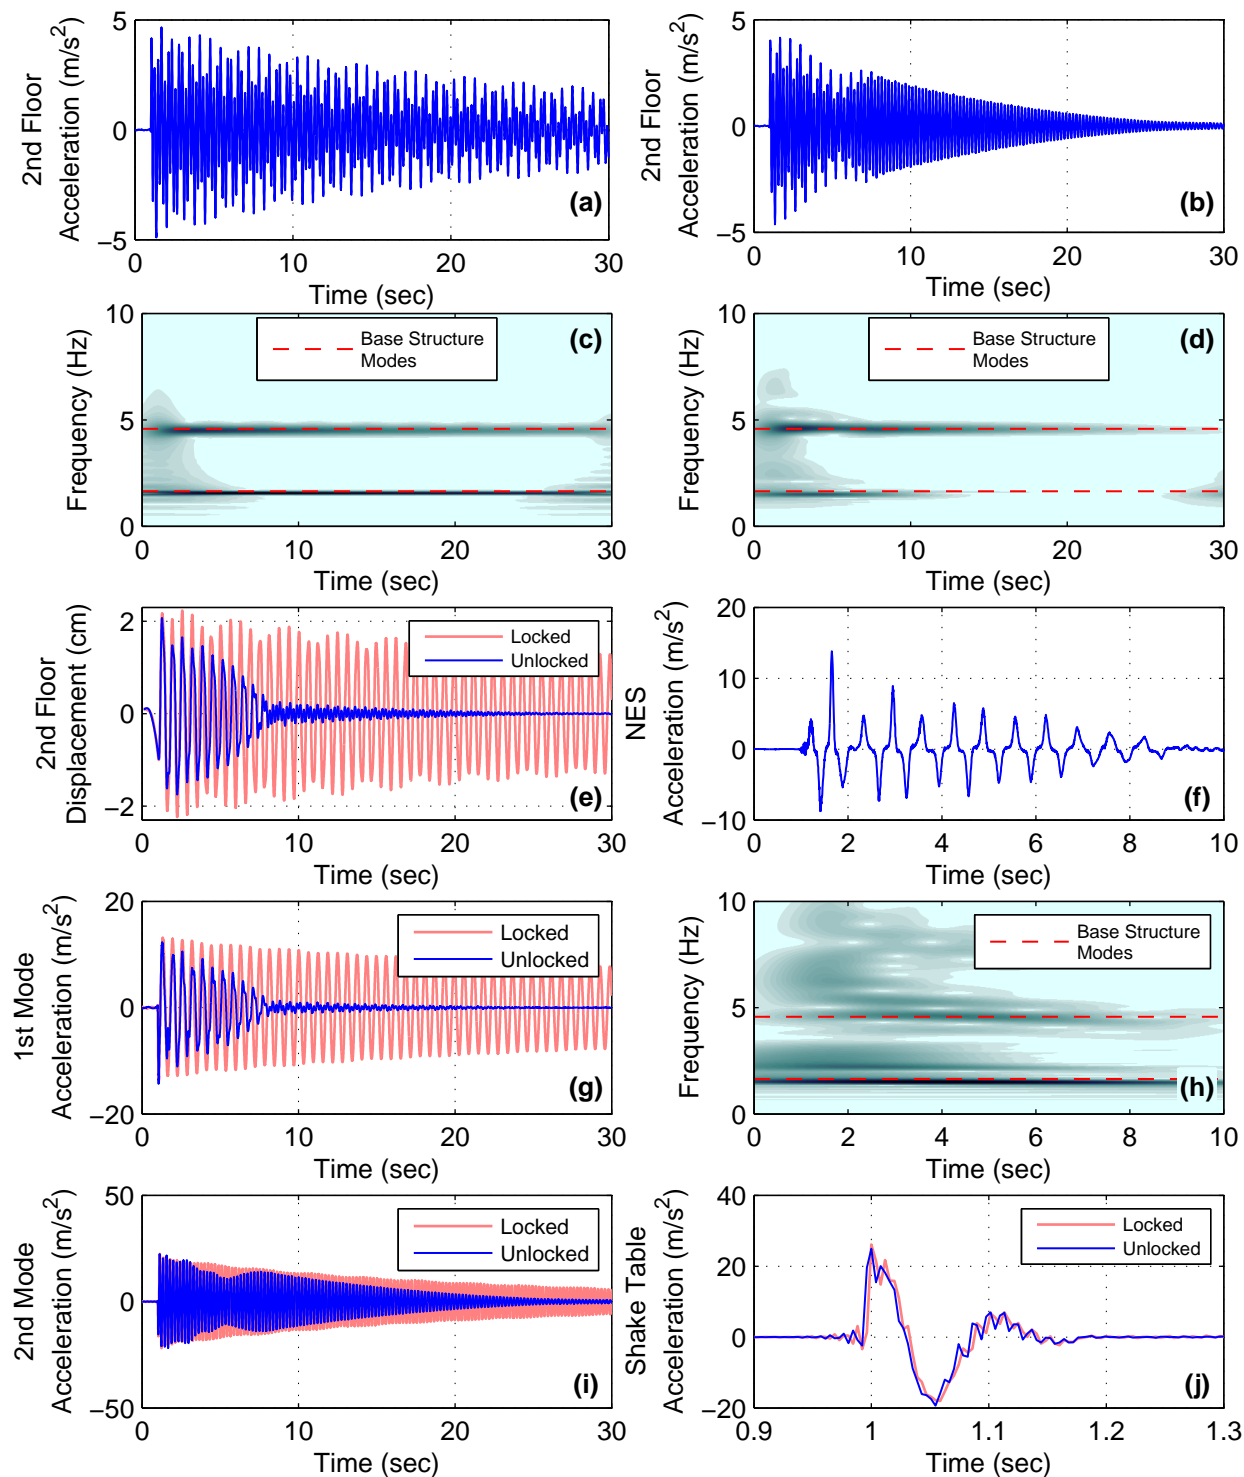 5
0
−5
0
10
20
30
2nd Floor
Acceleration (m/s²)
Time (sec)
(a)
5
0
−5
0
10
20
30
2nd Floor
Acceleration (m/s²)
Time (sec)
(b)
10
5
0
0
10
20
30
Frequency (Hz)
Time (sec)
Base Structure
Modes
(c)
10
5
0
0
10
20
30
Frequency (Hz)
Time (sec)
Base Structure
Modes
(d)
2
0
−2
0
10
20
30
2nd Floor
Displacement (cm)
Time (sec)
Locked
Unlocked
(e)
20
10
0
−10
0
2
4
6
8
10
NES
Acceleration (m/s²)
Time (sec)
(f)
20
0
−20
0
10
20
30
1st Mode
Acceleration (m/s²)
Time (sec)
Locked
Unlocked
(g)
10
5
0
0
2
4
6
8
10
Frequency (Hz)
Time (sec)
Base Structure
Modes
(h)
50
0
−50
0
10
20
30
2nd Mode
Acceleration (m/s²)
Time (sec)
Locked
Unlocked
(i)
40
20
0
−20
0.9
1
1.1
1.2
1.3
Shake Table
Acceleration (m/s²)
Time (sec)
Locked
Unlocked
(j)